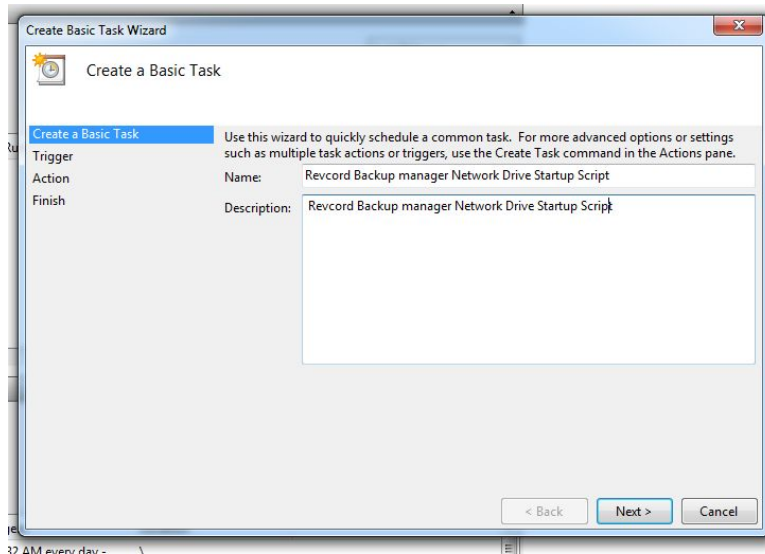 Create Basic Task Wizard
Create a Basic Task
Create a Basic Task
Trigger
Action
Finish
Use this wizard to quickly schedule a common task. For more advanced options or settings
such as multiple task actions or triggers, use the Create Task command in the Actions pane.
Name: Revcord Backup manager Network Drive Startup Script
Description: Revcord Backup manager Network Drive Startup Script
< Back Next > Cancel
AM every day -